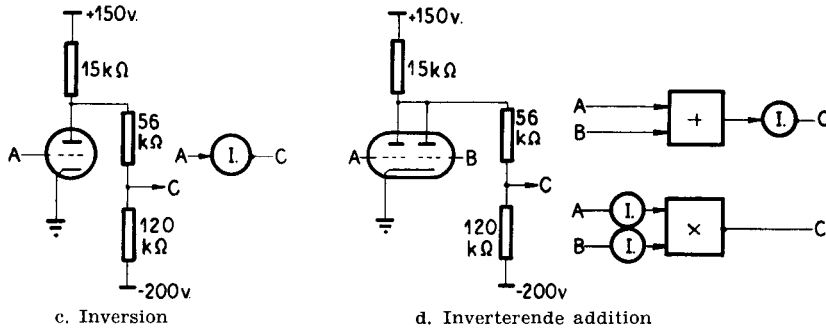 +150v.
15kΩ
56
kΩ
A
A
I.
C
C
120
kΩ
-200v.
c. Inversion
+150v.
15kΩ
56
kΩ
A
B
C
120
kΩ
-200v.
A
B
+
I.
C
A
I.
B
I.
×
C
d. Inverterende addition